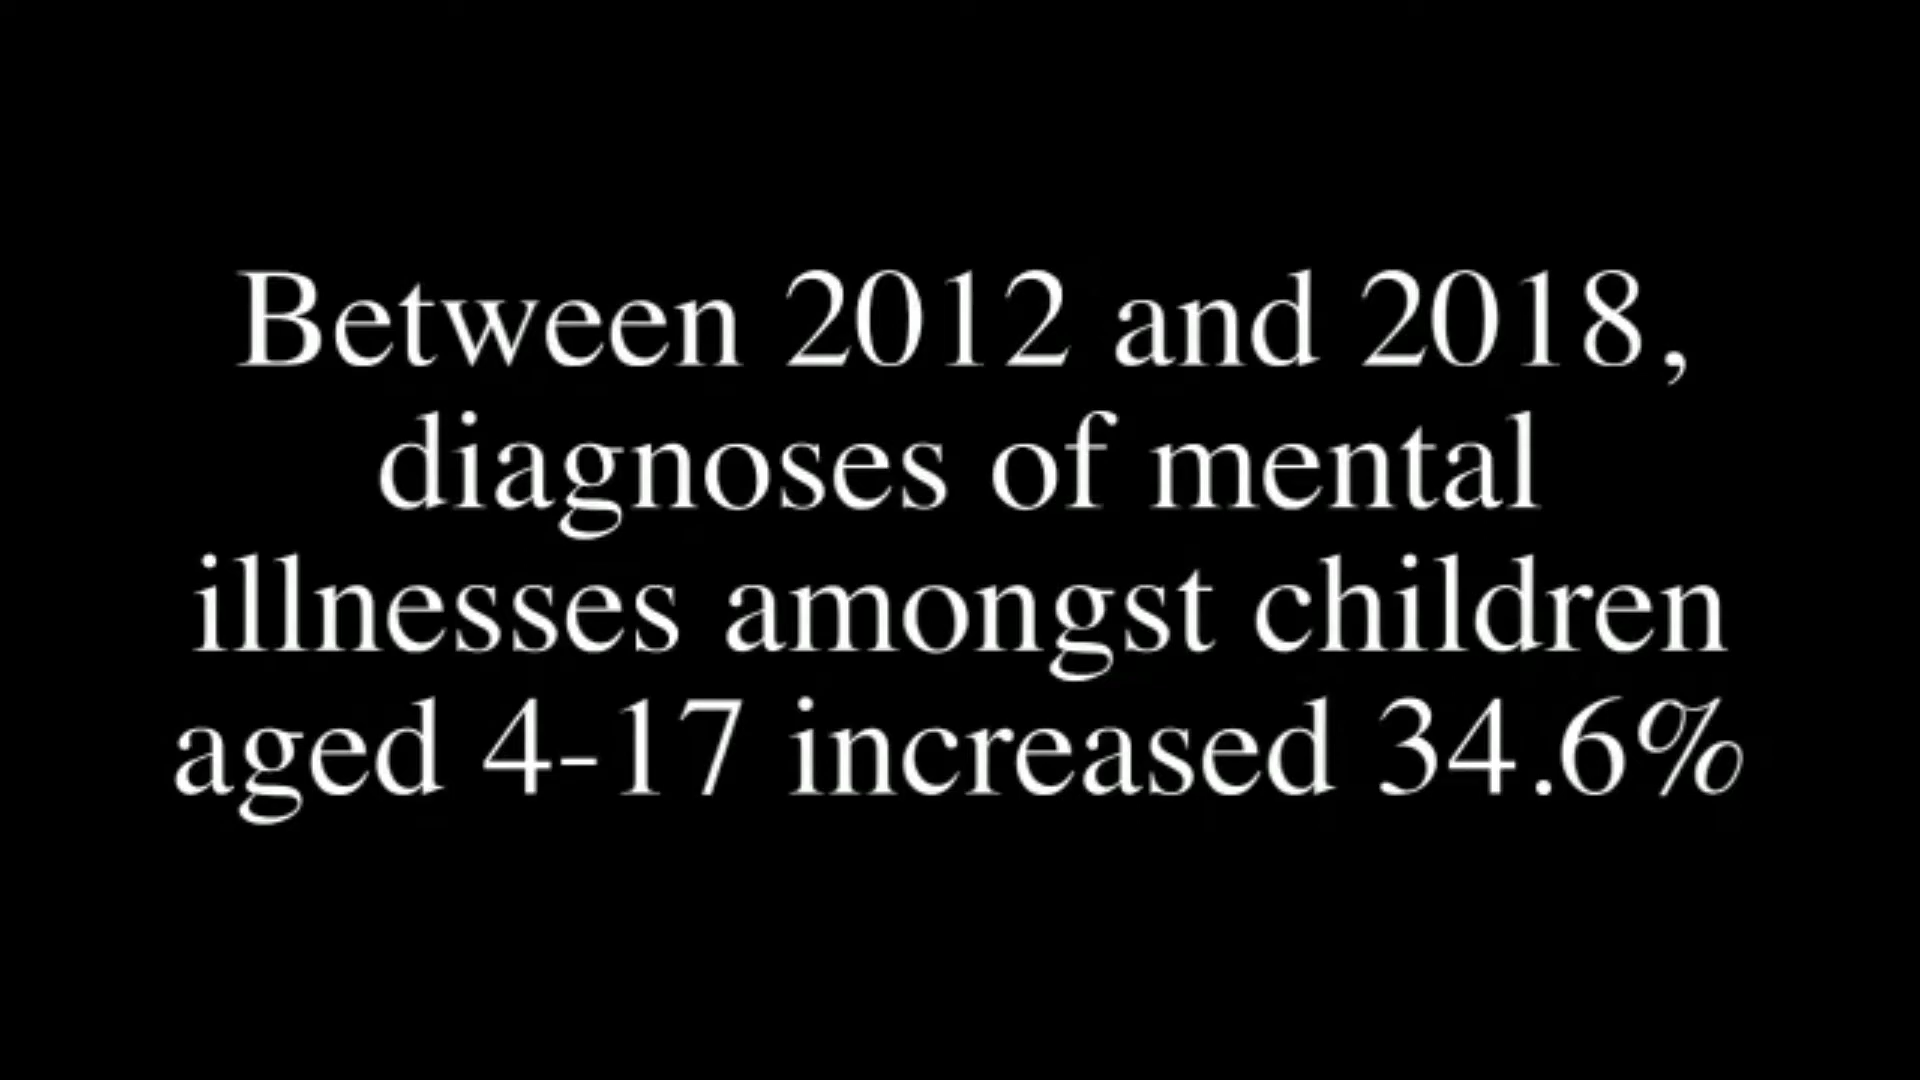 Between 2012 and 2018,
diagnoses of mental
illnesses amongst children
aged 4-17 increased 34.6%